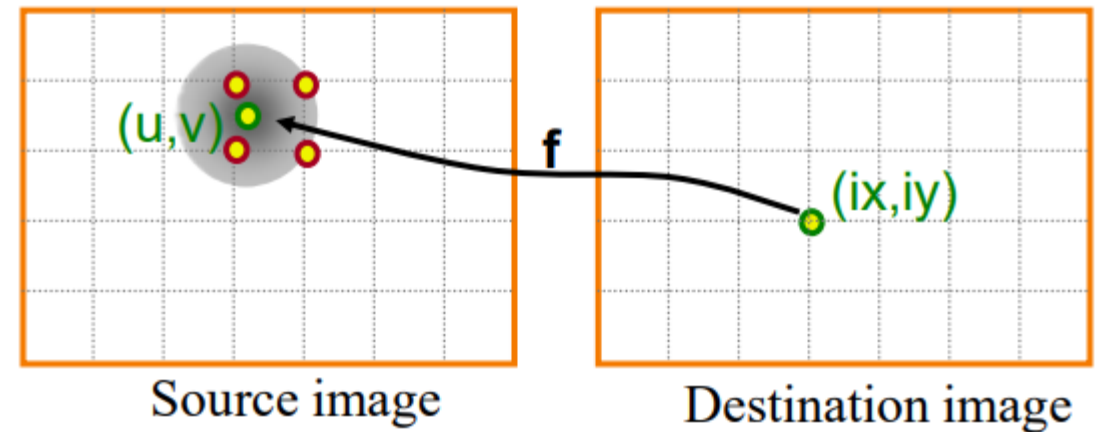 (u,v)
f
(ix,iy)
Source image
Destination image